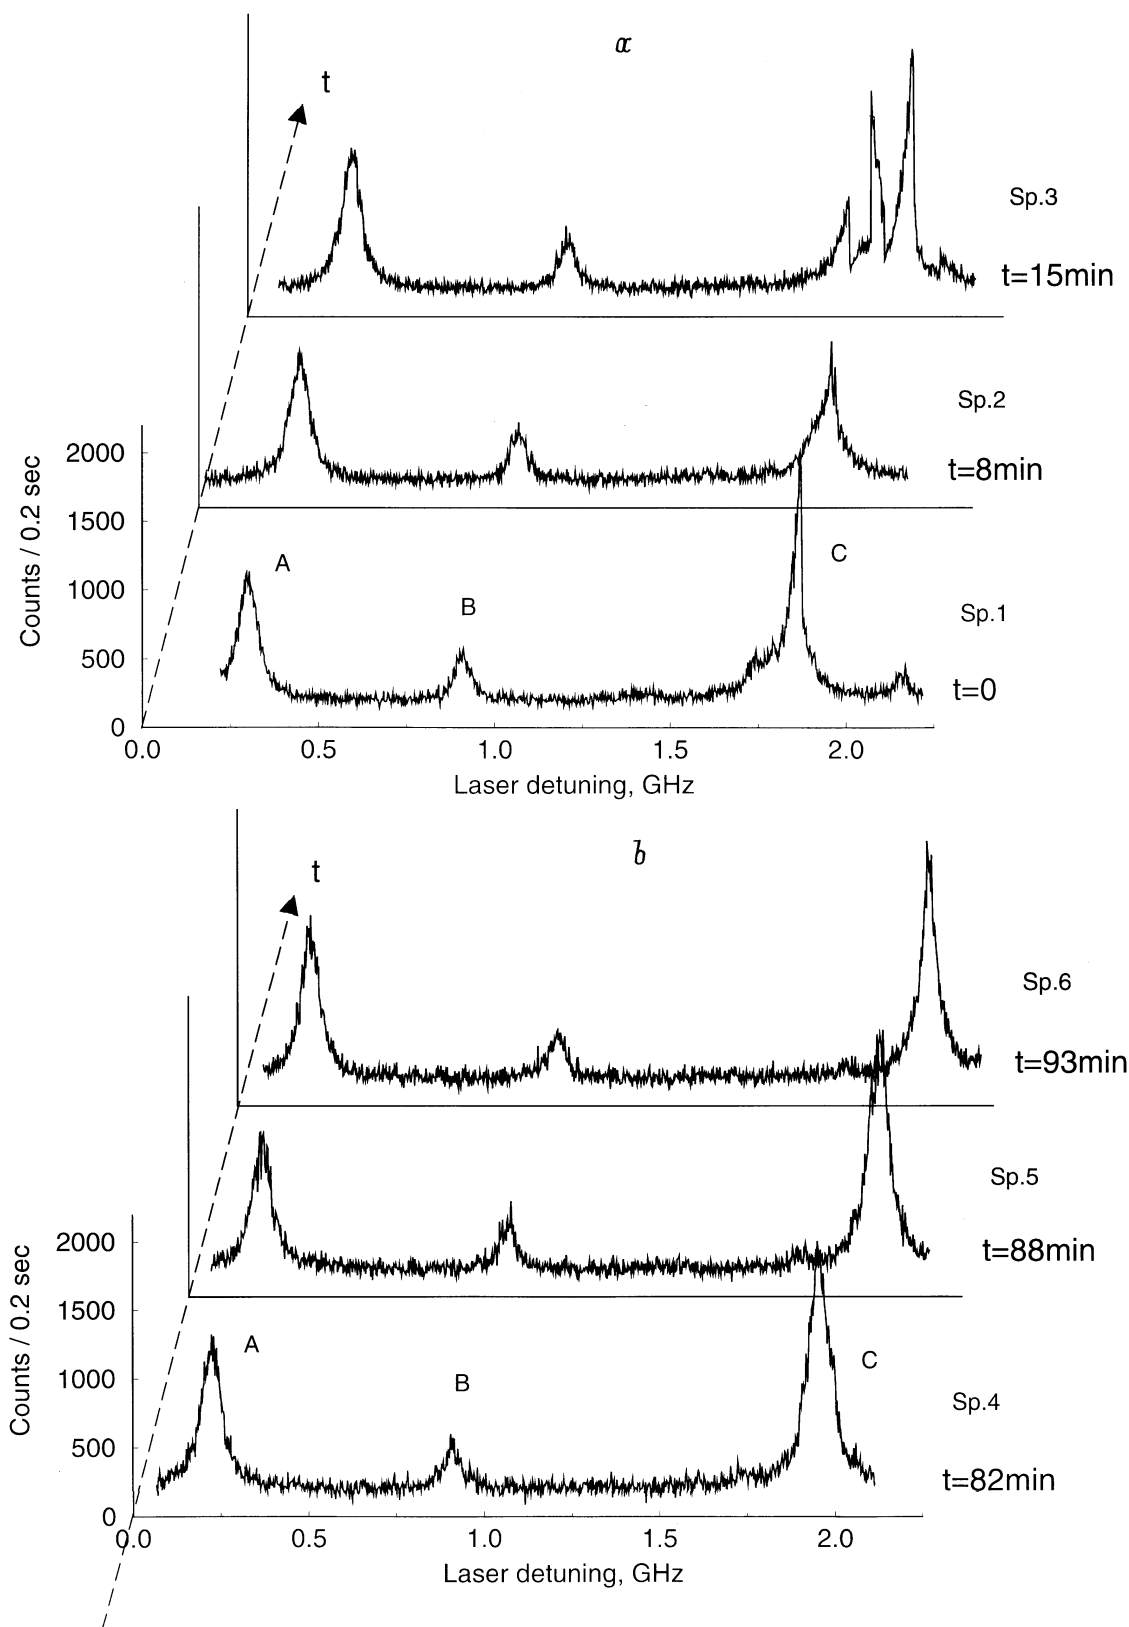 a
t
Sp.3
t=15min
Sp.2
t=8min
2000
1500
1000
500
0
Counts / 0.2 sec
A
B
C
Sp.1
t=0
0.0 0.5 1.0 1.5 2.0
Laser detuning, GHz
b
t
Sp.6
t=93min
Sp.5
t=88min
2000
1500
1000
500
0
Counts / 0.2 sec
A
B
C
Sp.4
t=82min
0.0 0.5 1.0 1.5 2.0
Laser detuning, GHz